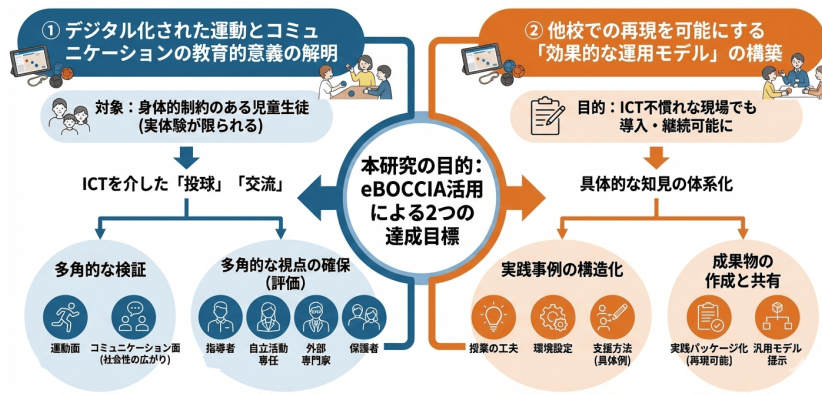 ① デジタル化された運動とコミュ
ニケーションの教育的意義の解明
対象：身体的制約のある児童生徒
(実体験が限られる)
ICTを介した「投球」「交流」
多角的な検証
運動面
コミュニケーション面
(社会性の広がり)
多角的な視点の確保
(評価)
指導者
自立活動
専任
外部
専門家
保護者
本研究の目的：
eBOCCIA活用
による2つの
達成目標
② 他校での再現を可能にする
「効果的な運用モデル」の構築
目的：ICT不慣れな現場でも
導入・継続可能に
具体的な知見の体系化
実践事例の構造化
授業の工夫
環境設定
支援方法
(具体例)
成果物の
作成と共有
実践パッケージ化
(再現可能)
汎用モデル
提示